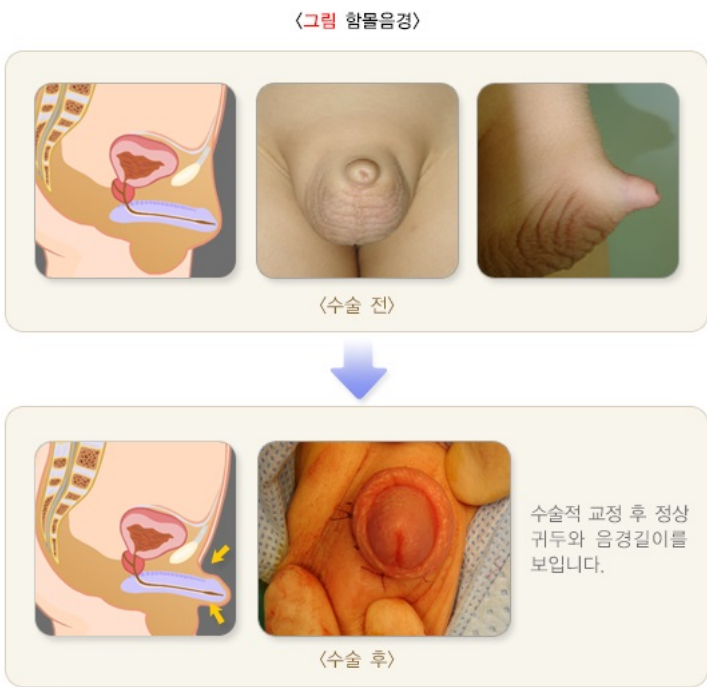 〈그림 함몰음경〉
〈수술 전〉
수술적 교정 후 정상
귀두와 음경길이를
보입니다.
〈수술 후〉